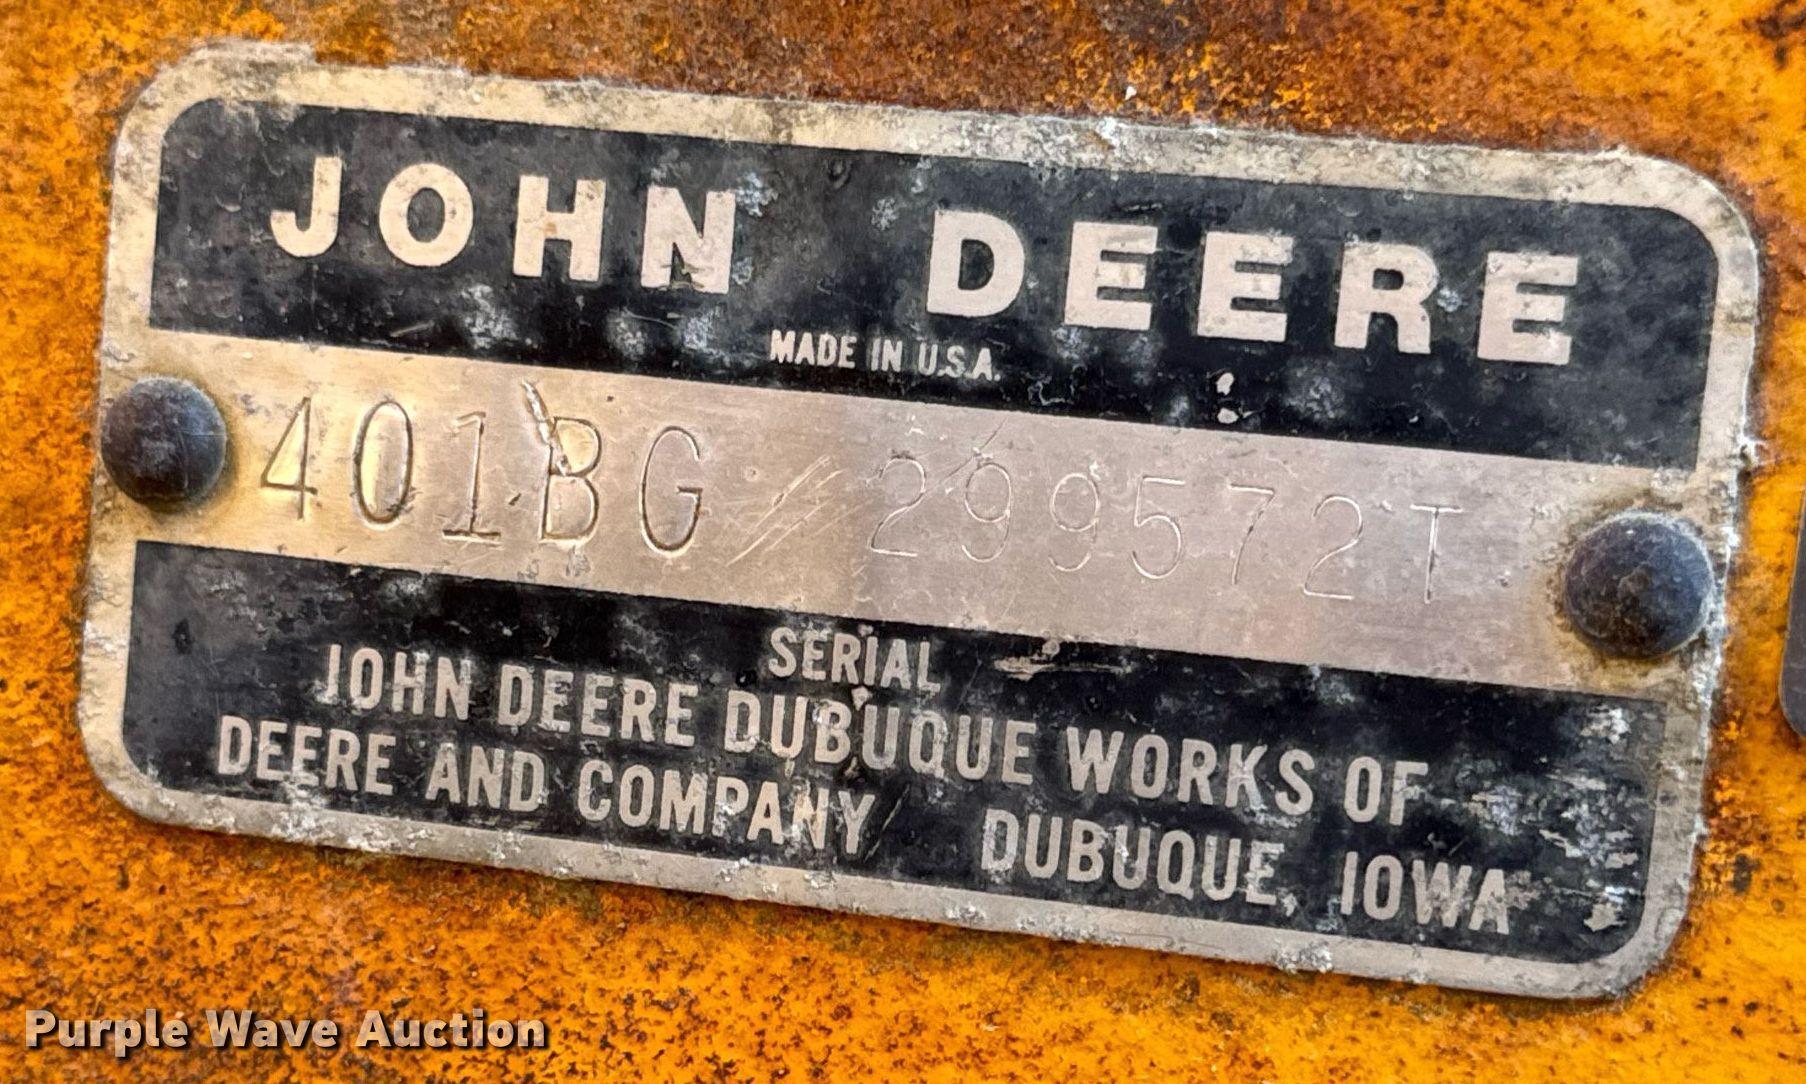 JOHN DEERE
MADE IN U.S.A.
401BG 299572T
SERIAL
JOHN DEERE DUBUQUE WORKS OF
DEERE AND COMPANY DUBUQUE, IOWA
Purple Wave Auction